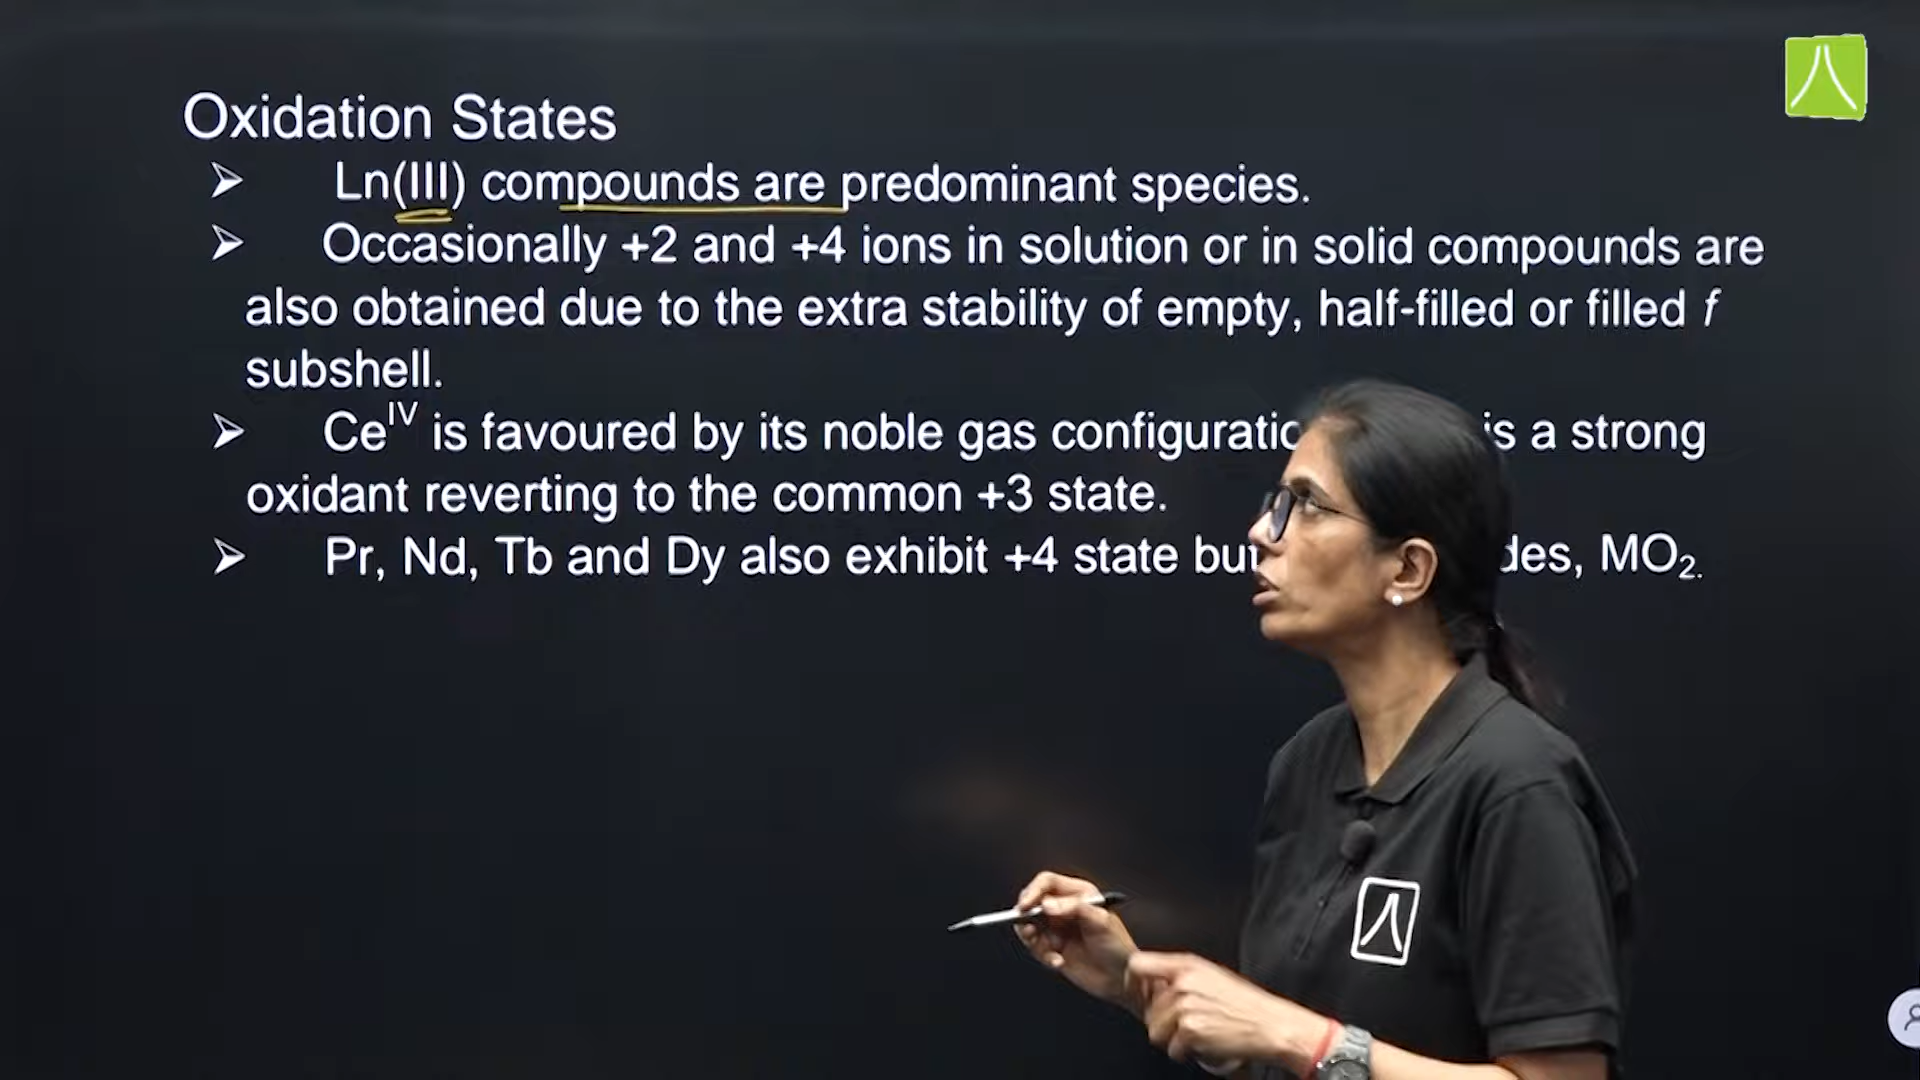 Oxidation States
➢ Ln(III) compounds are predominant species.
➢ Occasionally +2 and +4 ions in solution or in solid compounds are
also obtained due to the extra stability of empty, half-filled or filled f
subshell.
➢ Ce^IV is favoured by its noble gas is a strong
oxidant reverting to the common +3 state.
➢ Pr, Nd, Tb and Dy also exhibit +4 state MO₂.